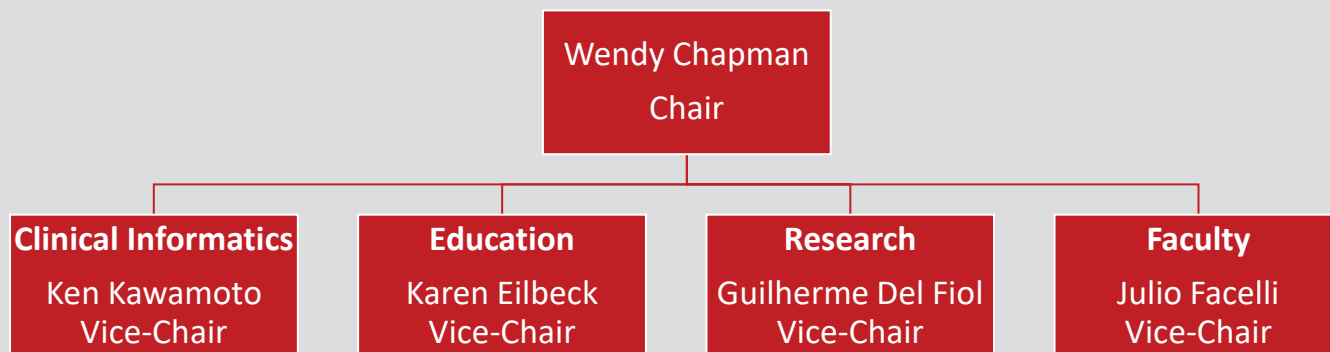 Wendy Chapman
Chair
Clinical Informatics
Ken Kawamoto
Vice-Chair
Education
Karen Eilbeck
Vice-Chair
Research
Guilherme Del Fiol
Vice-Chair
Faculty
Julio Facelli
Vice-Chair